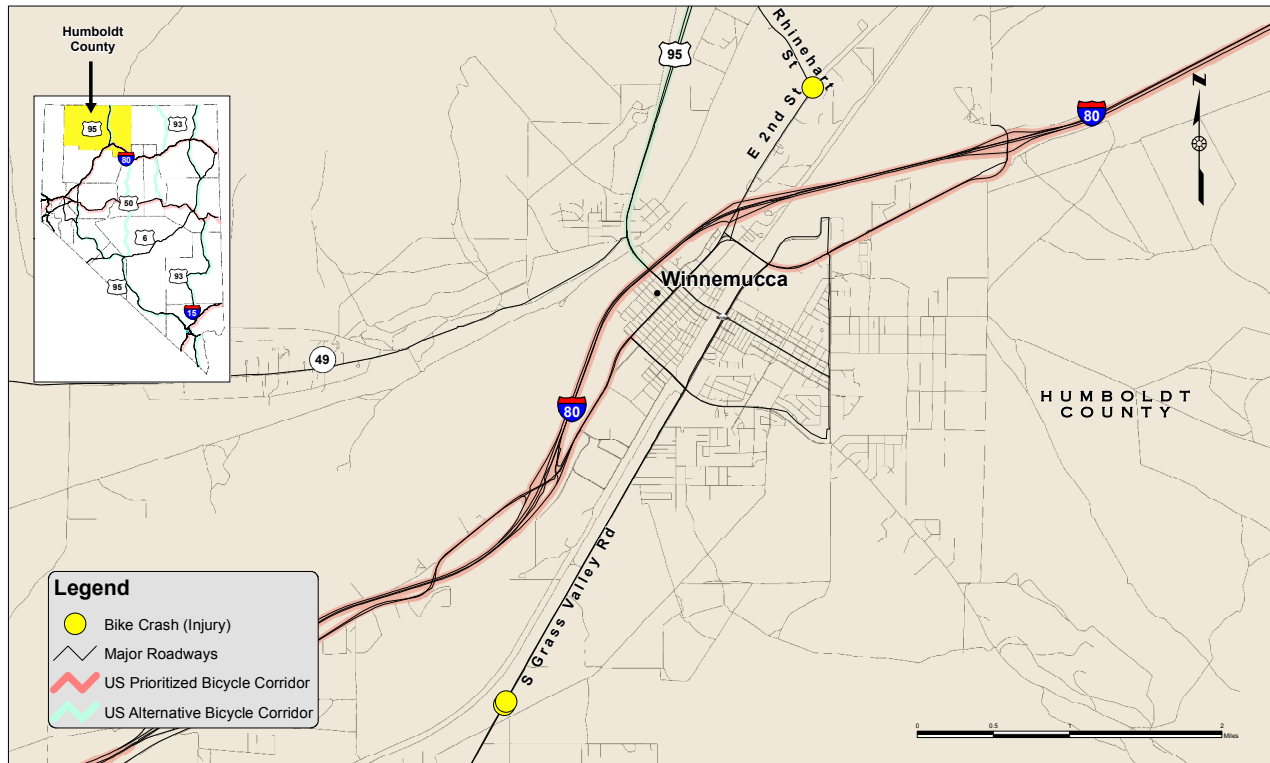 Humboldt
County
95
93
80
50
6
93
95
15
95
Rhinehart St
E 2nd St
80
N
Winnemucca
49
80
HUMBOLDT
COUNTY
S Grass Valley Rd
Legend
Bike Crash (Injury)
Major Roadways
US Prioritized Bicycle Corridor
US Alternative Bicycle Corridor
0 0.5 1 2
Miles